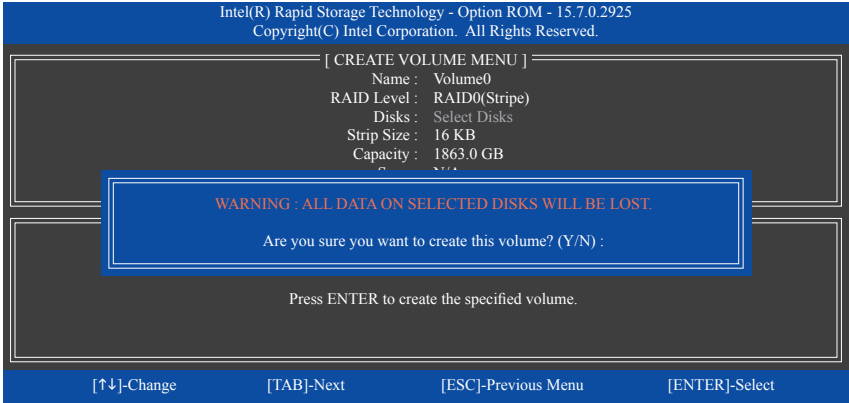 Intel(R) Rapid Storage Technology - Option ROM - 15.7.0.2925
Copyright(C) Intel Corporation. All Rights Reserved.
[ CREATE VOLUME MENU ]
Name : Volume0
RAID Level : RAID0(Stripe)
Disks : Select Disks
Strip Size : 16 KB
Capacity : 1863.0 GB
WARNING : ALL DATA ON SELECTED DISKS WILL BE LOST.
Are you sure you want to create this volume? (Y/N) :
Press ENTER to create the specified volume.
[↑↓]-Change [TAB]-Next [ESC]-Previous Menu [ENTER]-Select